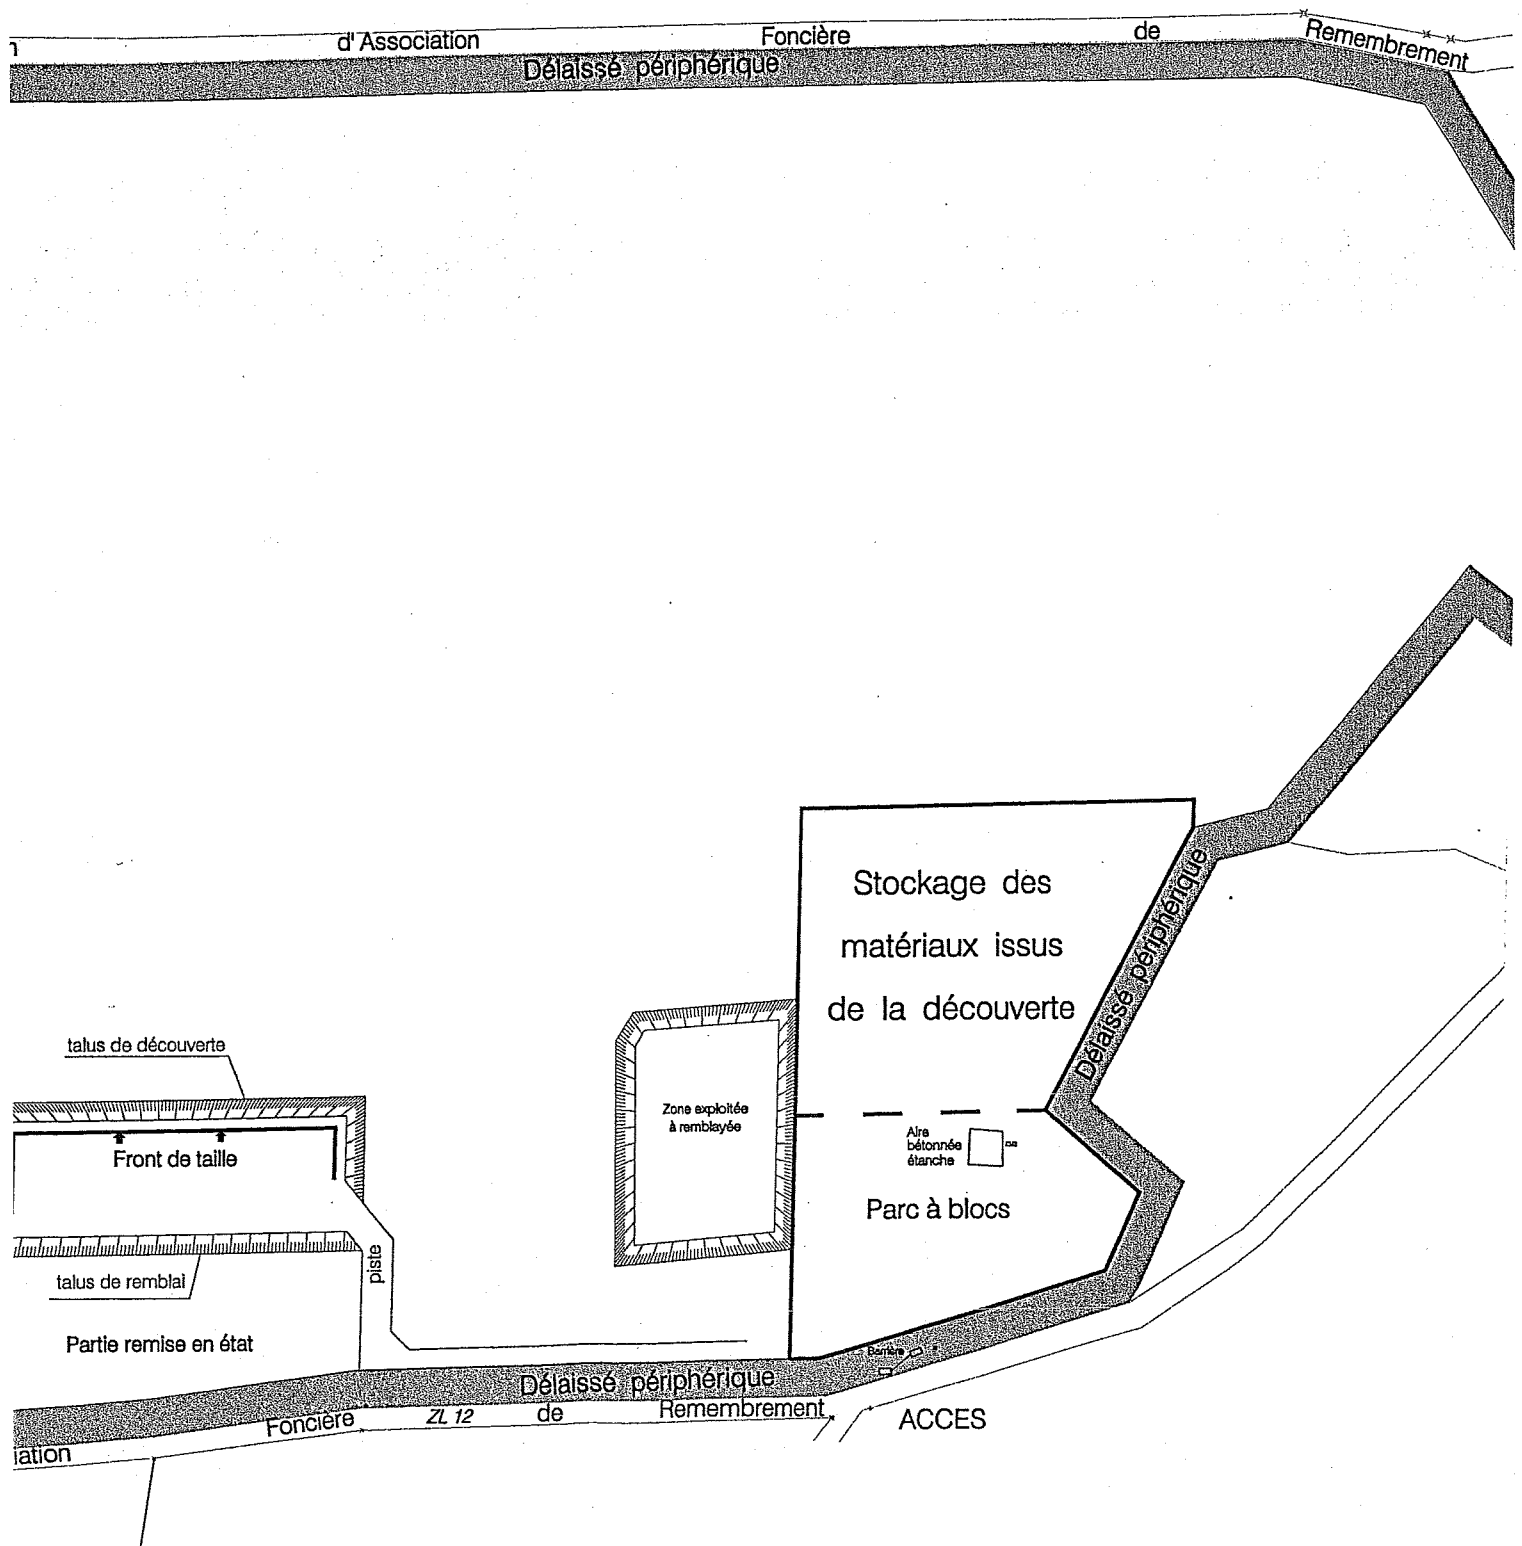 d'Association Foncière de Remembrement
Délaissé périphérique
Stockage des
matériaux issus
de la découverte
Délaissé périphérique
talus de découverte
Front de taille
Zone exploitée
à remblayée
Aire
bétonnée
étanche
Parc à blocs
piste
talus de remblai
Partie remise en état
Barrière
Délaissé périphérique
iation Foncière ZL 12 de Remembrement
ACCES